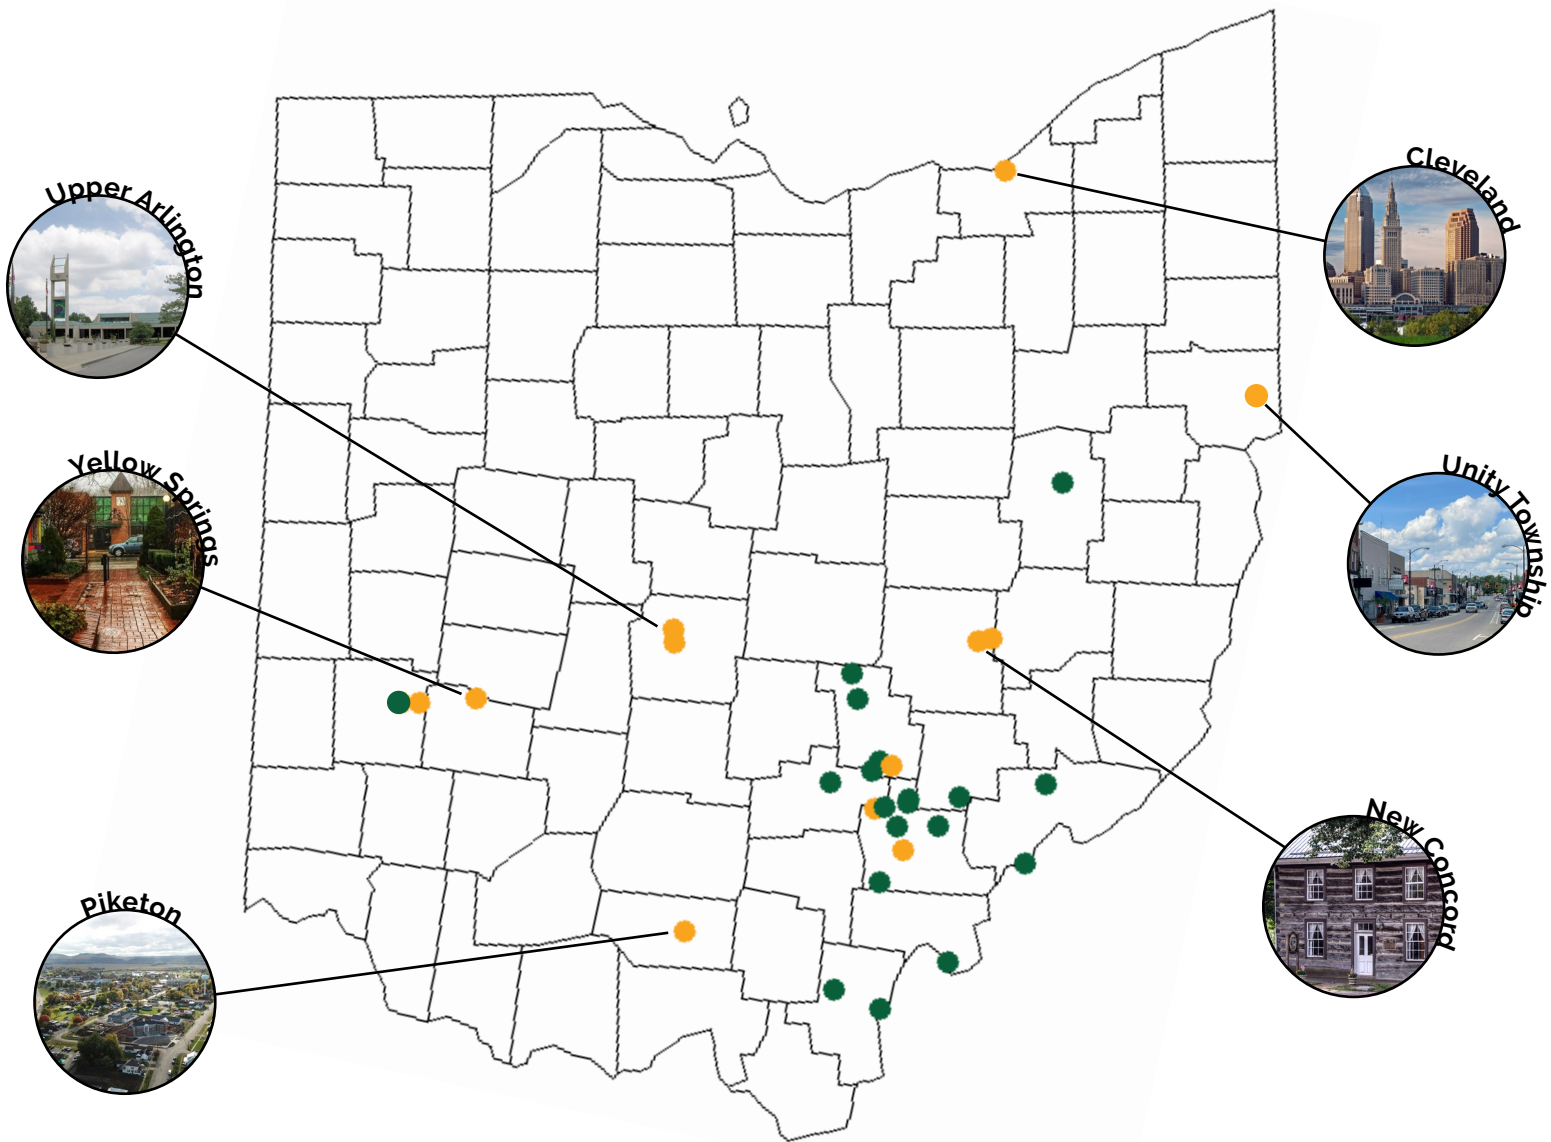 Upper Arlington
Cleveland
Yellow Springs
Unity Township
New Concord
Piketon